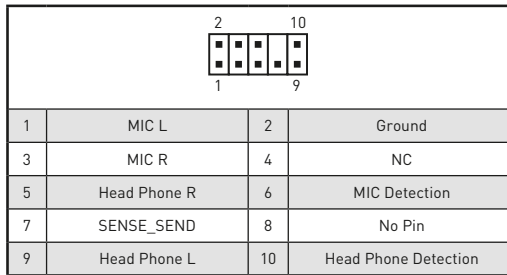 2 10
1 9
1 MIC L 2 Ground
3 MIC R 4 NC
5 Head Phone R 6 MIC Detection
7 SENSE_SEND 8 No Pin
9 Head Phone L 10 Head Phone Detection